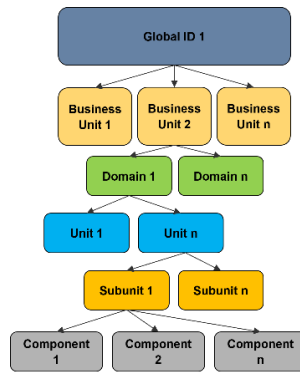 Global ID 1
Business Unit 1
Business Unit 2
Business Unit n
Domain 1
Domain n
Unit 1
Unit n
Subunit 1
Subunit n
Component 1
Component 2
Component n